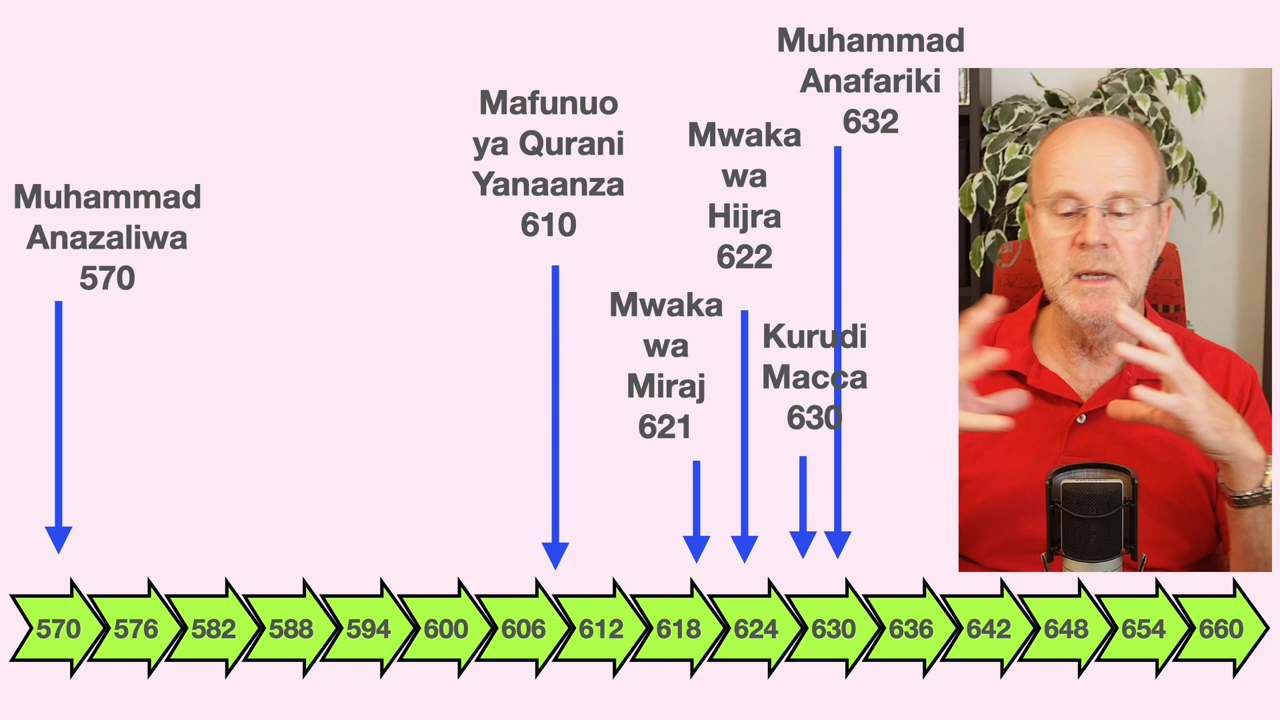 Muhammad
Anazaliwa
570
Mafunuo
ya Qurani
Yanaanza
610
Mwaka
wa
Miraj
621
Mwaka
wa
Hijra
622
Kurudi
Macca
630
Muhammad
Anafariki
632
570 576 582 588 594 600 606 612 618 624 630 636 642 648 654 660